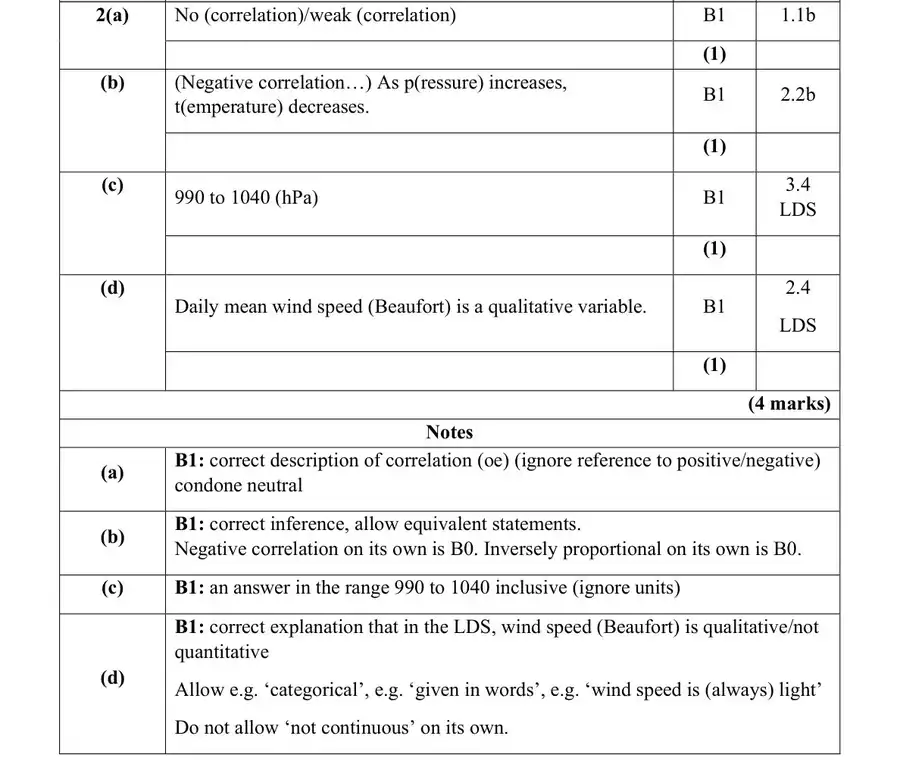 2(a) No (correlation)/weak (correlation) B1 1.1b
(1)
(b) (Negative correlation…) As p(ressure) increases,
t(emperature) decreases. B1 2.2b
(1)
(c) 990 to 1040 (hPa) B1 3.4
LDS
(1)
(d) Daily mean wind speed (Beaufort) is a qualitative variable. B1 2.4
LDS
(1)
(4 marks)
Notes
(a) B1: correct description of correlation (oe) (ignore reference to positive/negative)
condone neutral
(b) B1: correct inference, allow equivalent statements.
Negative correlation on its own is B0. Inversely proportional on its own is B0.
(c) B1: an answer in the range 990 to 1040 inclusive (ignore units)
(d) B1: correct explanation that in the LDS, wind speed (Beaufort) is qualitative/not
quantitative
Allow e.g. ‘categorical’, e.g. ‘given in words’, e.g. ‘wind speed is (always) light’
Do not allow ‘not continuous’ on its own.